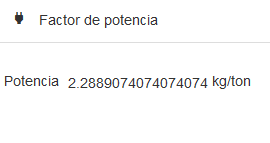 Factor de potencia
Potencia 2.2889074074074074 kg/ton